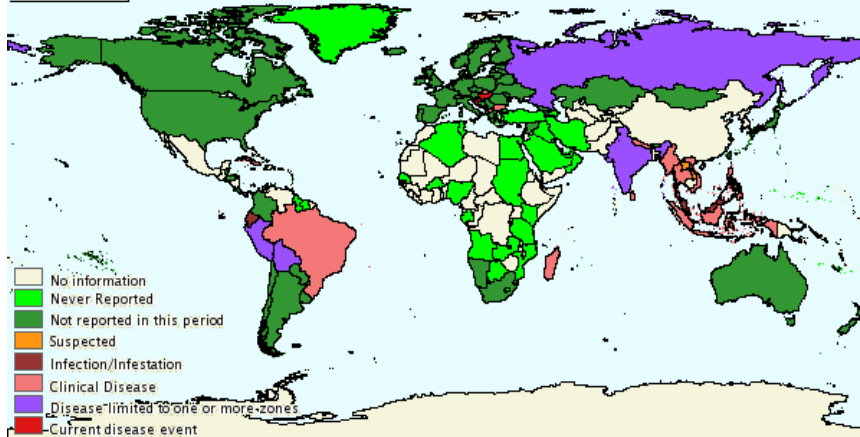 No information
Never Reported
Not reported in this period
Suspected
Infection/Infestation
Clinical Disease
Disease limited to one or more zones
Current disease event